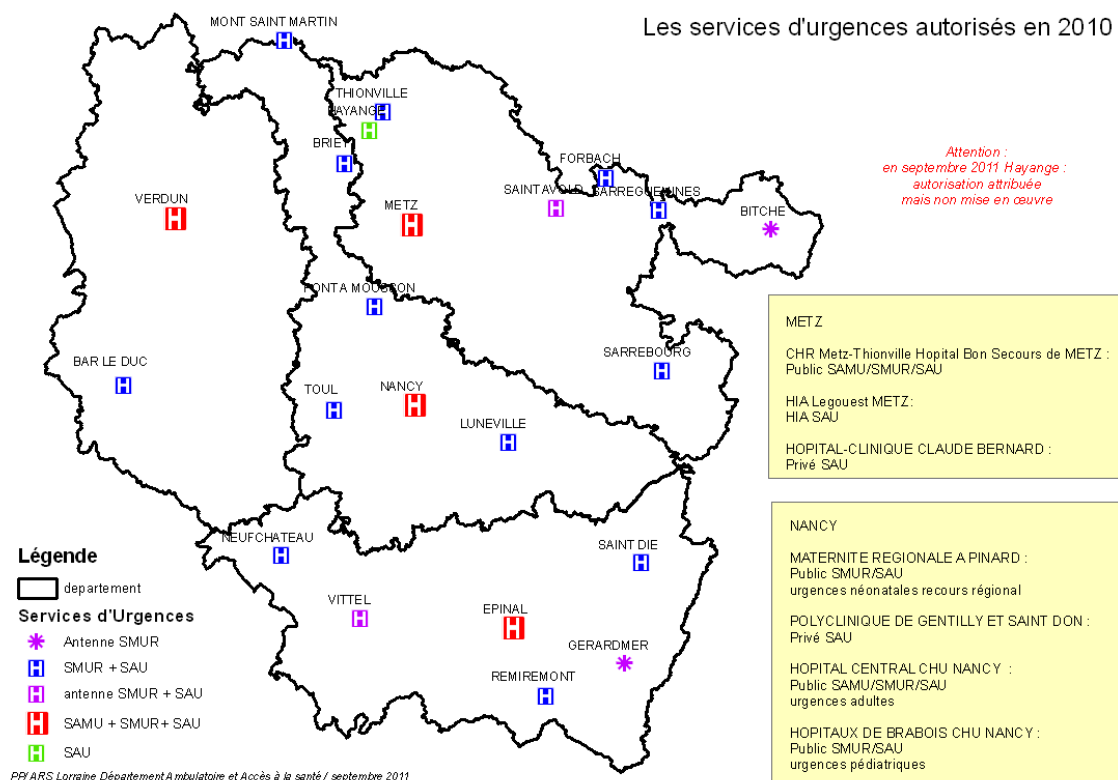 Les services d'urgences autorisés en 2010
MONT SAINT MARTIN
THIONVILLE
HAYANGE
BRIEY
FORBACH
SAINT AVOLD
SARREGUEMINES
BITCHE
VERDUN
METZ
Attention :
en septembre 2011 Hayange :
autorisation attribuée
mais non mise en œuvre
PONT A MOUSSON
BAR LE DUC
TOUL
NANCY
LUNEVILLE
SARREBOURG
NEUFCHATEAU
SAINT DIE
VITTEL
EPINAL
GERARDMER
REMIREMONT
METZ
CHR Metz-Thionville Hopital Bon Secours de METZ :
Public SAMU/SMUR/SAU
HIA Legouest METZ:
HIA SAU
HOPITAL-CLINIQUE CLAUDE BERNARD :
Privé SAU
NANCY
MATERNITE REGIONALE A PINARD :
Public SMUR/SAU
urgences néonatales recours régional
POLYCLINIQUE DE GENTILLY ET SAINT DON :
Privé SAU
HOPITAL CENTRAL CHU NANCY :
Public SAMU/SMUR/SAU
urgences adultes
HOPITAUX DE BRABOIS CHU NANCY :
Public SMUR/SAU
urgences pédiatriques
Légende
departement
Services d'Urgences
Antenne SMUR
SMUR + SAU
antenne SMUR + SAU
SAMU + SMUR + SAU
SAU
PPI/ARS Lorraine Département Ambulatoire et Accès à la santé / septembre 2011